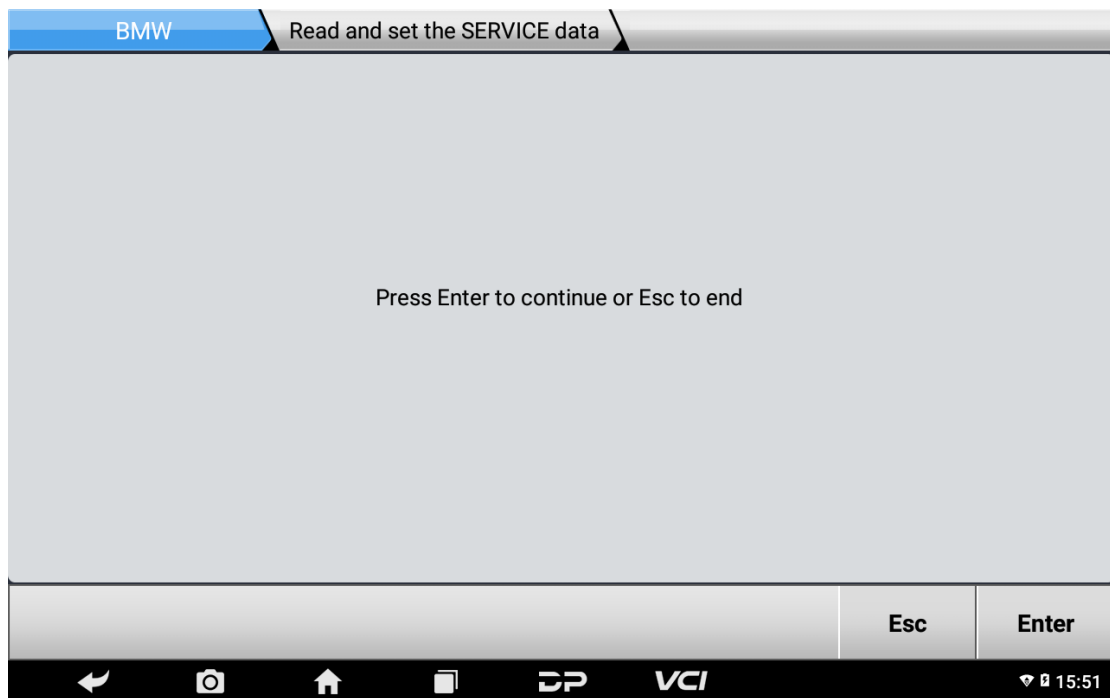 BMW
Read and set the SERVICE data
Press Enter to continue or Esc to end
Esc
Enter
DP
VCI
15:51